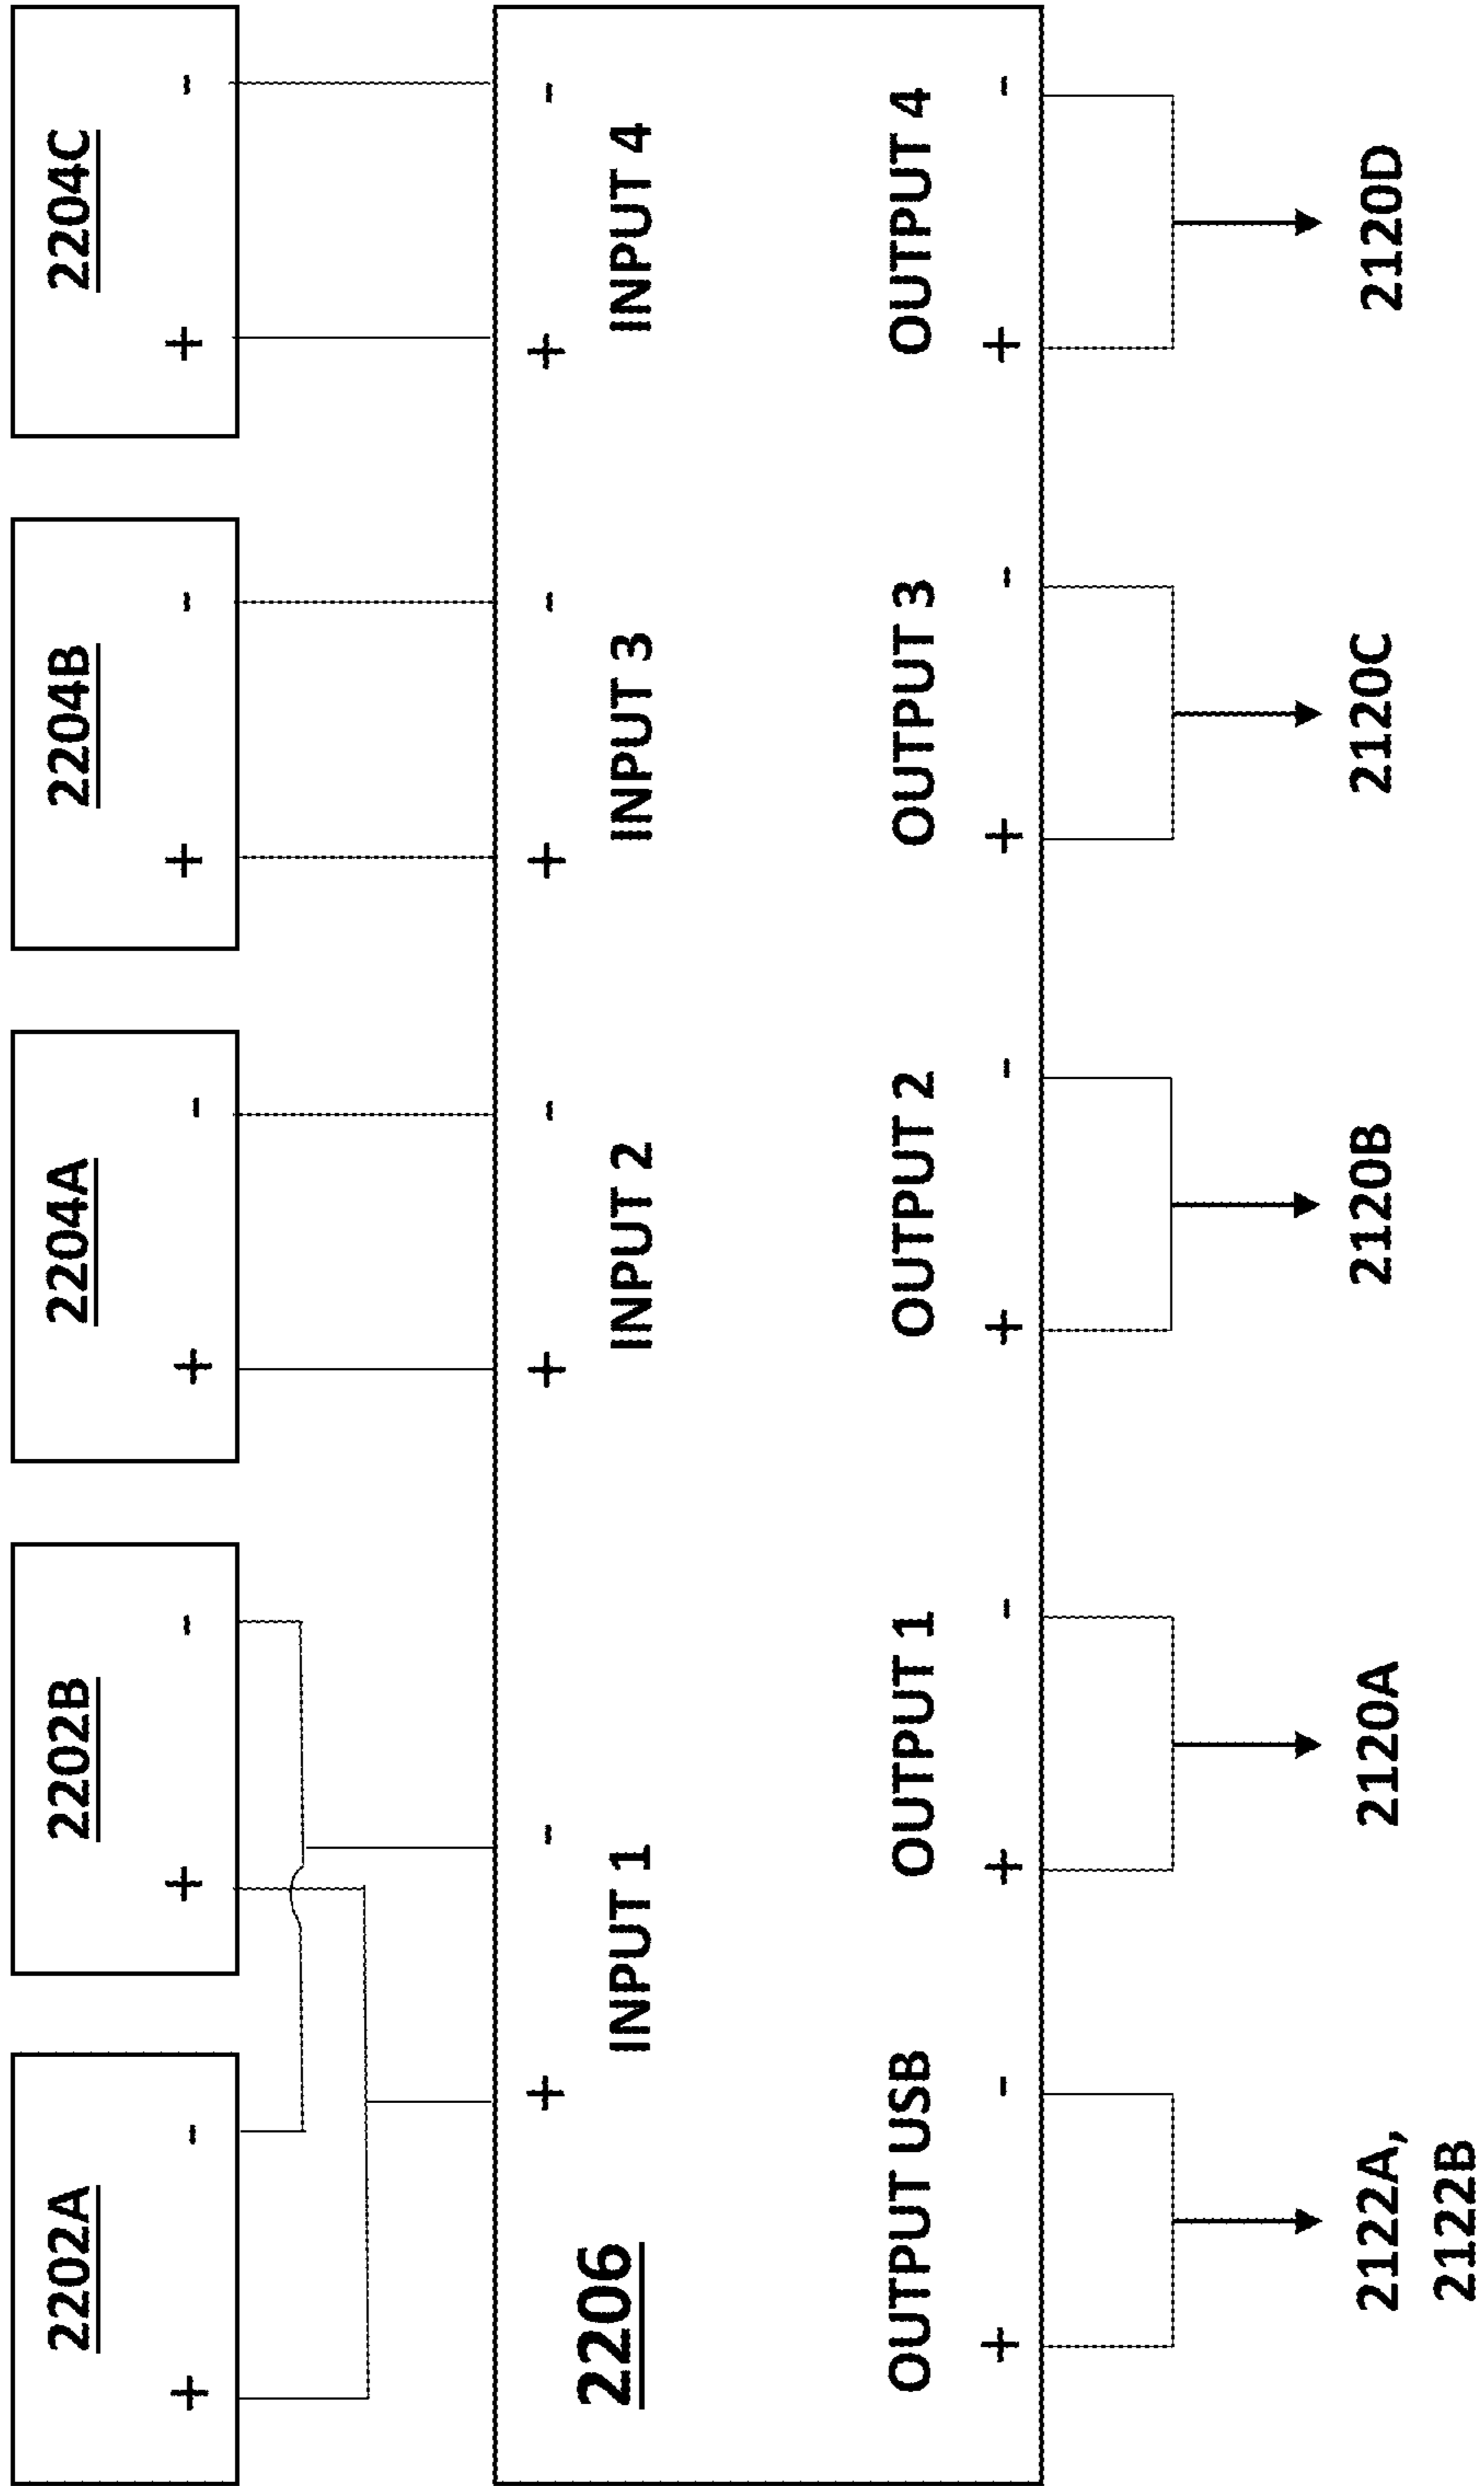 2202A
2202B
2204A
2204B
2204C
+ -
+ -
+ -
+ -
+ -
+ -
+ -
+ -
+ -
INPUT 1
INPUT 2
INPUT 3
INPUT 4
2206
OUTPUT USB
OUTPUT 1
OUTPUT 2
OUTPUT 3
OUTPUT 4
+ -
+ -
+ -
+ -
+ -
2122A,
2122B
2120A
2120B
2120C
2120D